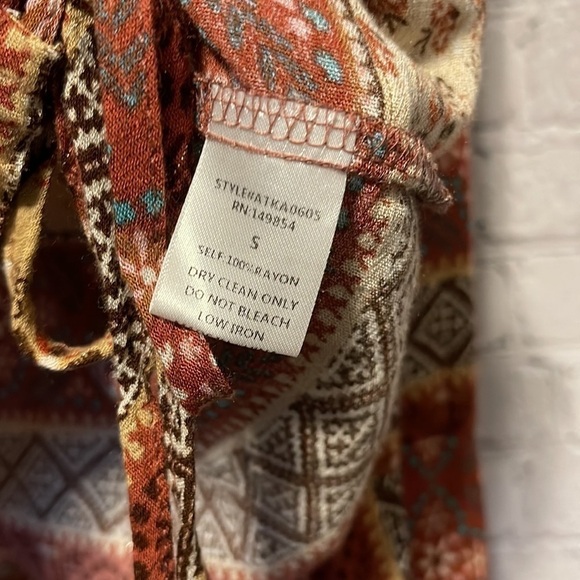 STYLE#ATKA0605
RN:149854
S
SELF:100%RAYON
DRY CLEAN ONLY
DO NOT BLEACH
LOW IRON